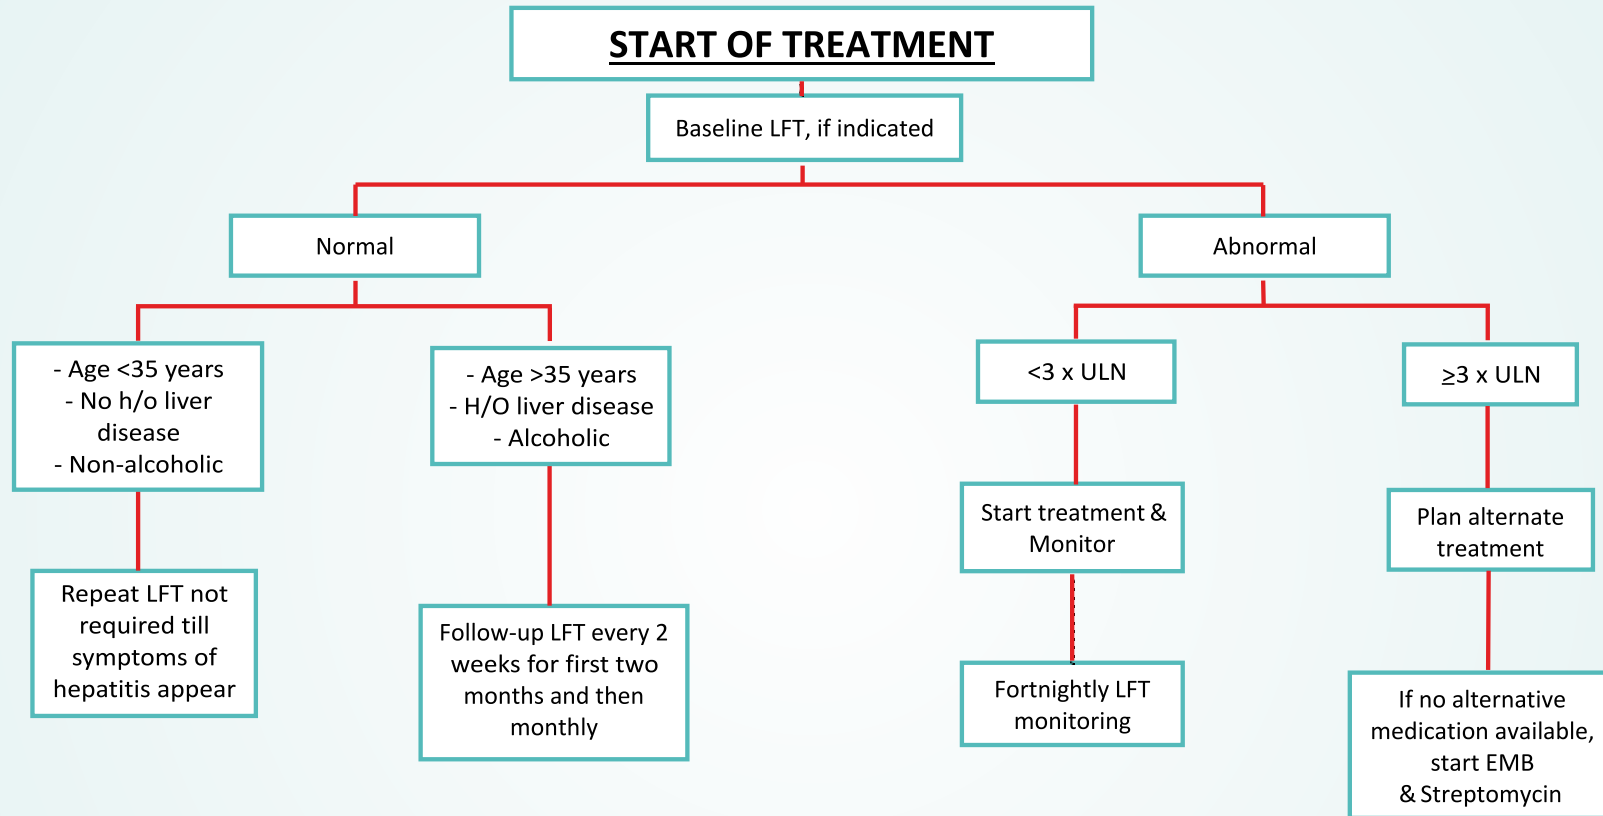 START OF TREATMENT
Baseline LFT, if indicated
Normal
Abnormal
- Age <35 years
- No h/o liver
disease
- Non-alcoholic
- Age >35 years
- H/O liver disease
- Alcoholic
<3 x ULN
≥3 x ULN
Repeat LFT not
required till
symptoms of
hepatitis appear
Follow-up LFT every 2
weeks for first two
months and then
monthly
Start treatment &
Monitor
Plan alternate
treatment
Fortnightly LFT
monitoring
If no alternative
medication available,
start EMB
& Streptomycin